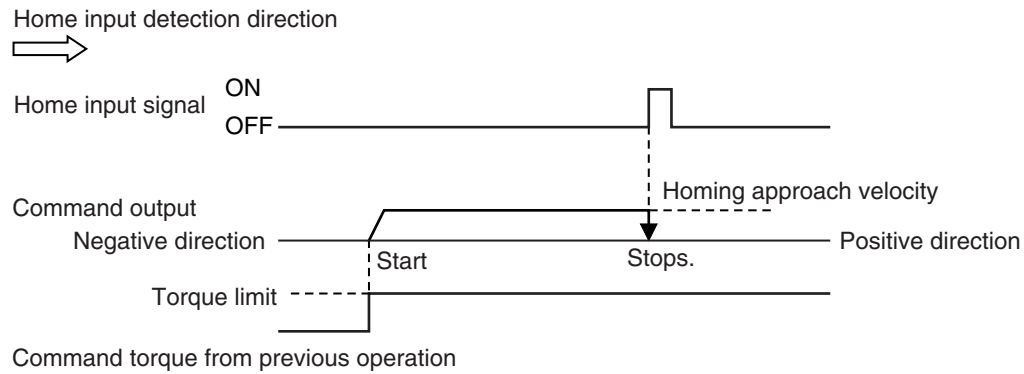 Home input detection direction
Home input signal
ON
OFF
Homing approach velocity
Command output
Negative direction
Positive direction
Start
Stops.
Torque limit
Command torque from previous operation